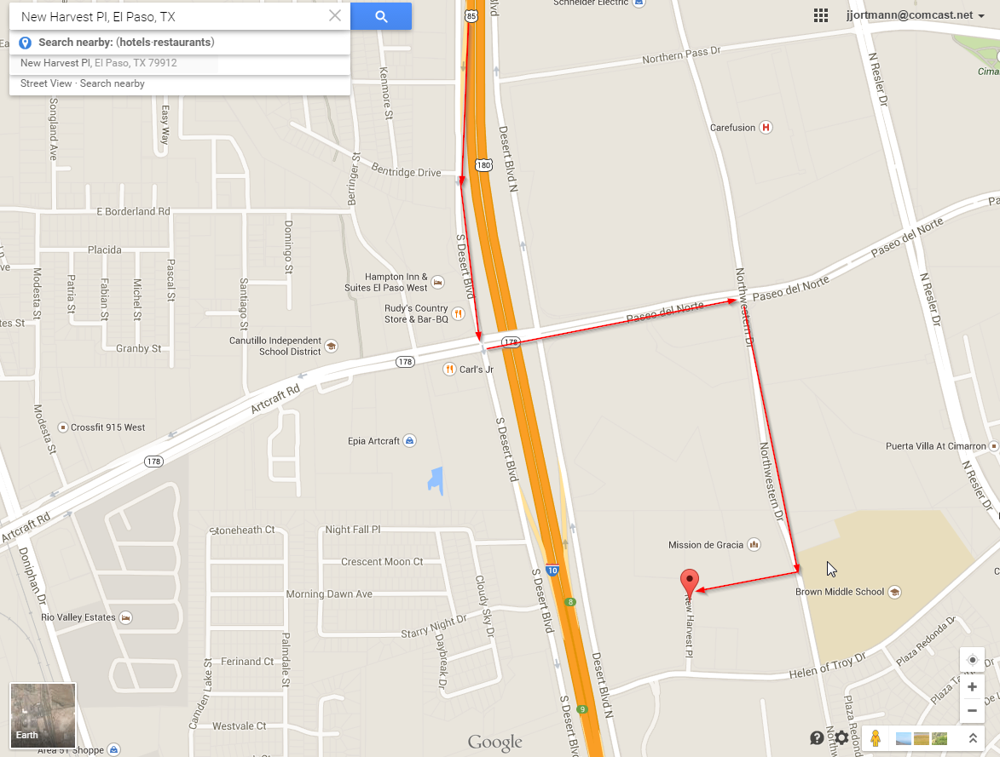 New Harvest Pl, El Paso, TX
Search nearby: (hotels·restaurants)
New Harvest Pl, El Paso, TX 79912
Street View · Search nearby
85
Schneider Electric
jjortmann@comcast.net
Northern Pass Dr
N Resler Dr
Cima
Songland Ave
Easy Way
Kenmore St
Carefusion
H
Desert Blvd N
180
Bentridge Drive
Berringer St
E Borderland Rd
Paseo del Norte
Pa
Placida
Domingo St
S Desert Blvd
Hampton Inn &
Suites El Paso West
Modesta St
Patria St
Fabian St
Michel St
Pascal St
Santiago St
Northwestern Dr
Paseo del Norte
Paseo del Norte
N Resler Dr
Rudy's Country
Store & Bar-BQ
tes St
Granby St
Canutillo Independent
School District
178
178
Carl's Jr
Artcraft Rd
Modesta St
Crossfit 915 West
Epia Artcraft
S Desert Blvd
Puerta Villa At Cimarron
178
Northwestern Dr
N Resler Dr
Artcraft Rd
Stoneheath Ct
Night Fall Pl
Mission de Gracia
Doniphan Dr
Crescent Moon Ct
10
Morning Dawn Ave
Cloudy Sky Dr
S Desert Blvd
8
Brown Middle School
New Harvest Pl
Rio Valley Estates
Starry Night Dr
Daybreak Dr
Palmdale St
Ferinand Ct
Desert Blvd N
Helen of Troy Dr
Plaza Redonda Dr
Camden Lake St
Westvale Ct
S Desert Blvd
9
Plaza Redond
Plaza Ta
Northwest
Earth
Area 51 Shoppe
Google